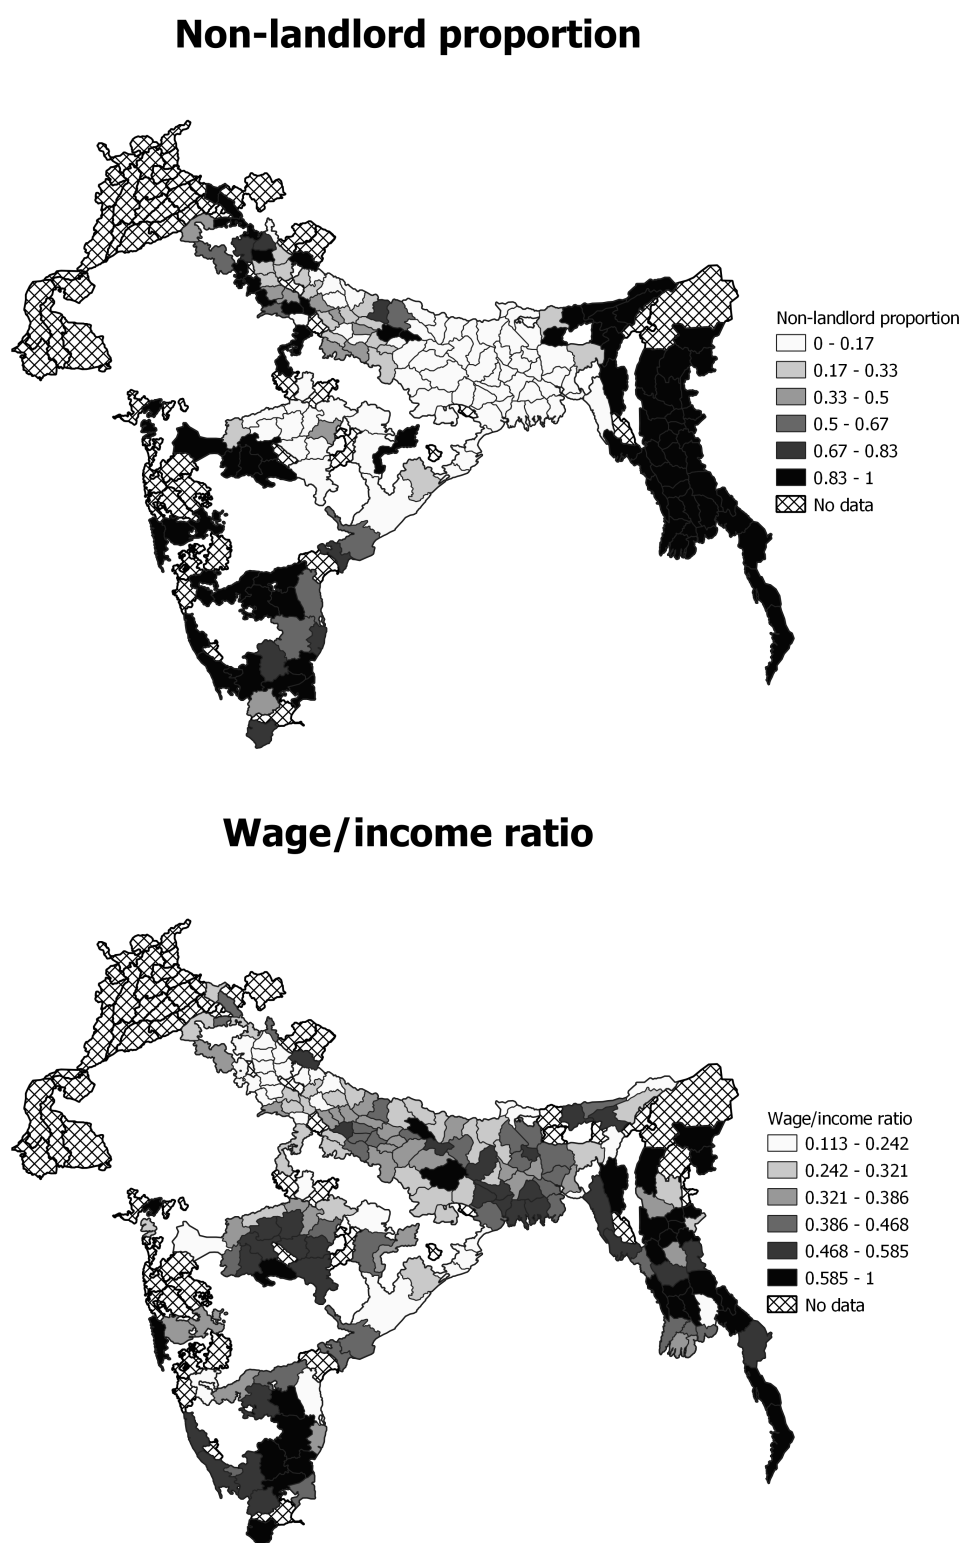 Non-landlord proportion
Non-landlord proportion
0 - 0.17
0.17 - 0.33
0.33 - 0.5
0.5 - 0.67
0.67 - 0.83
0.83 - 1
No data
Wage/income ratio
Wage/income ratio
0.113 - 0.242
0.242 - 0.321
0.321 - 0.386
0.386 - 0.468
0.468 - 0.585
0.585 - 1
No data